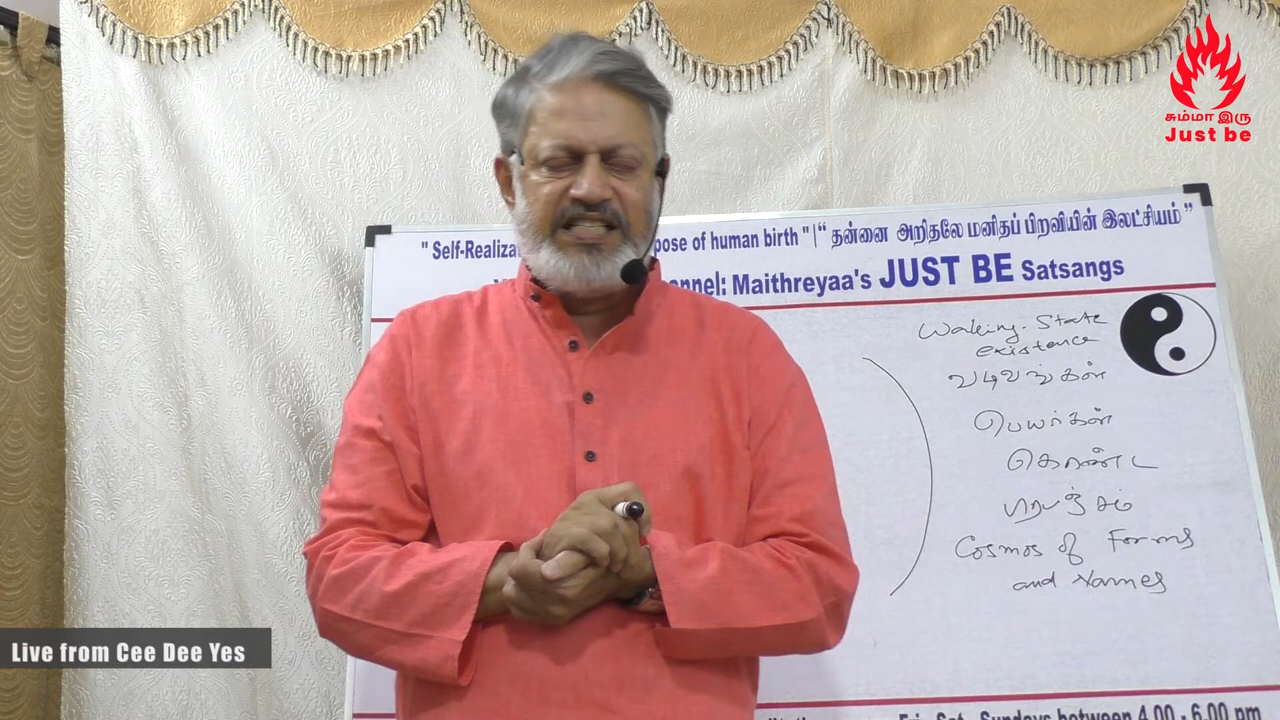 சும்மா இரு
Just be
" Self-Realiza pose of human birth " | “ தன்னை அறிதலே மனிதப் பிறவியின் இலட்சியம் ”
annel: Maithreyaa's JUST BE Satsangs
Waking-State
existence
வடிவங்கள்
பெயர்கள்
கொண்ட
பிரபஞ்சம்
Cosmos of Forms
and Names
Live from Cee Dee Yes
Fri, Sat, Sundays between 4.00 - 6.00 pm